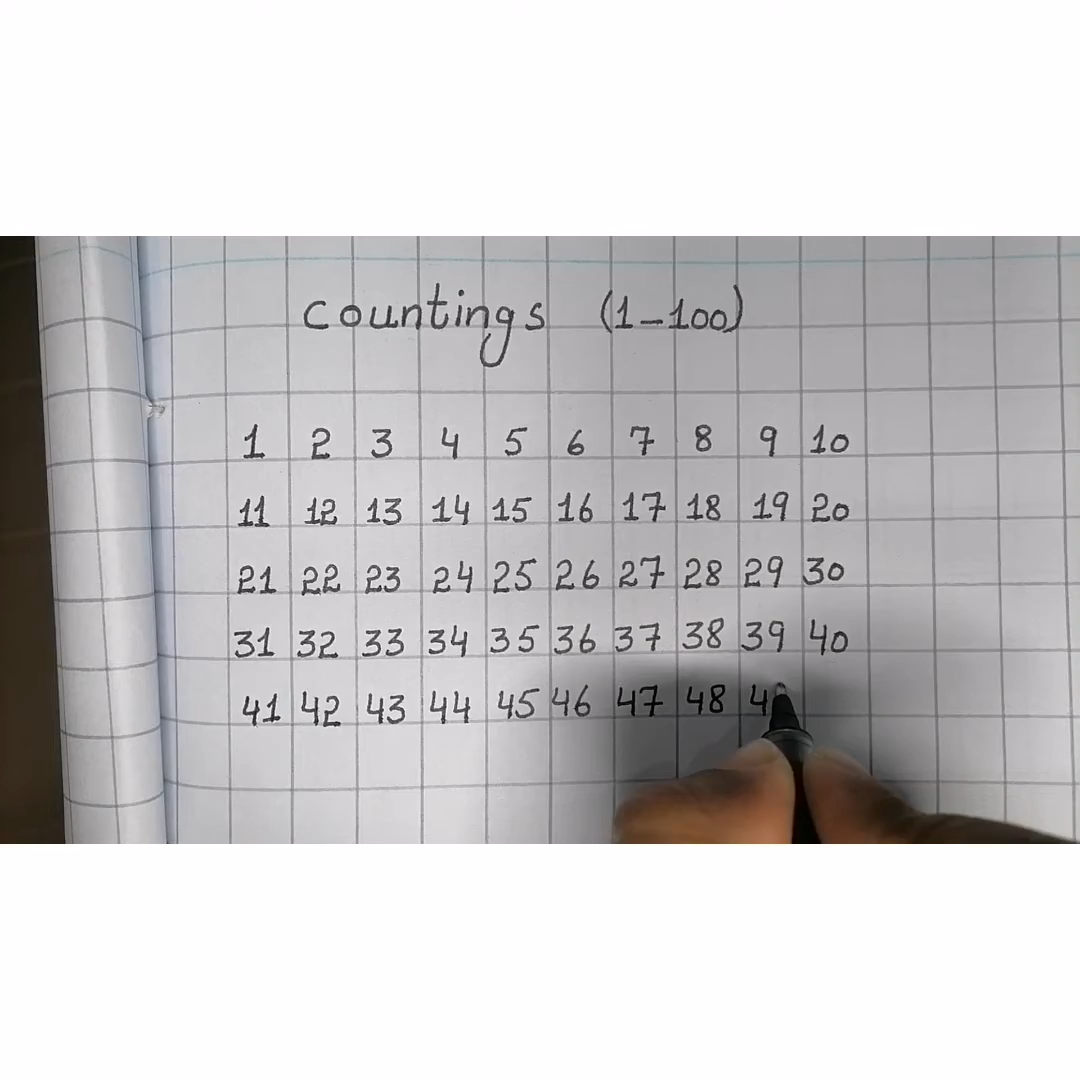 countings (1-100)
1 2 3 4 5 6 7 8 9 10
11 12 13 14 15 16 17 18 19 20
21 22 23 24 25 26 27 28 29 30
31 32 33 34 35 36 37 38 39 40
41 42 43 44 45 46 47 48 4